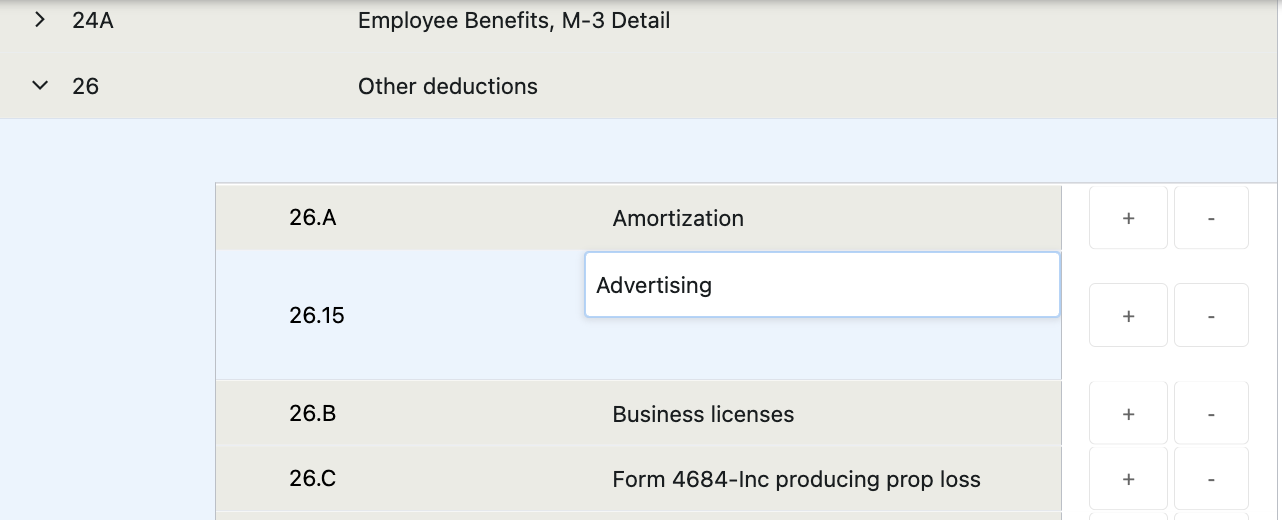 24A Employee Benefits, M-3 Detail
26 Other deductions
26.A Amortization + -
Advertising
26.15 + -
26.B Business licenses + -
26.C Form 4684-Inc producing prop loss + -